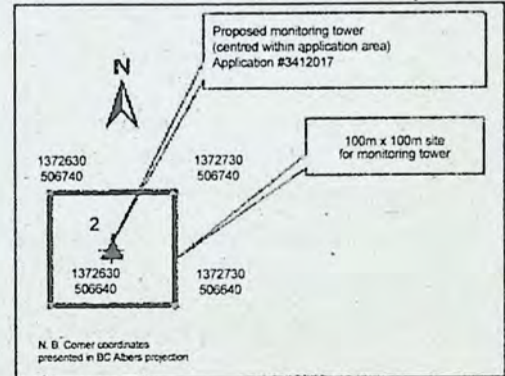 Proposed monitoring tower
(centred within application area)
Application #3412017
N
100m x 100m site
for monitoring tower
1372630
506740
1372730
506740
2
1372630
506640
1372730
506640
N. B. Corner coordinates
presented in BC Albers projection